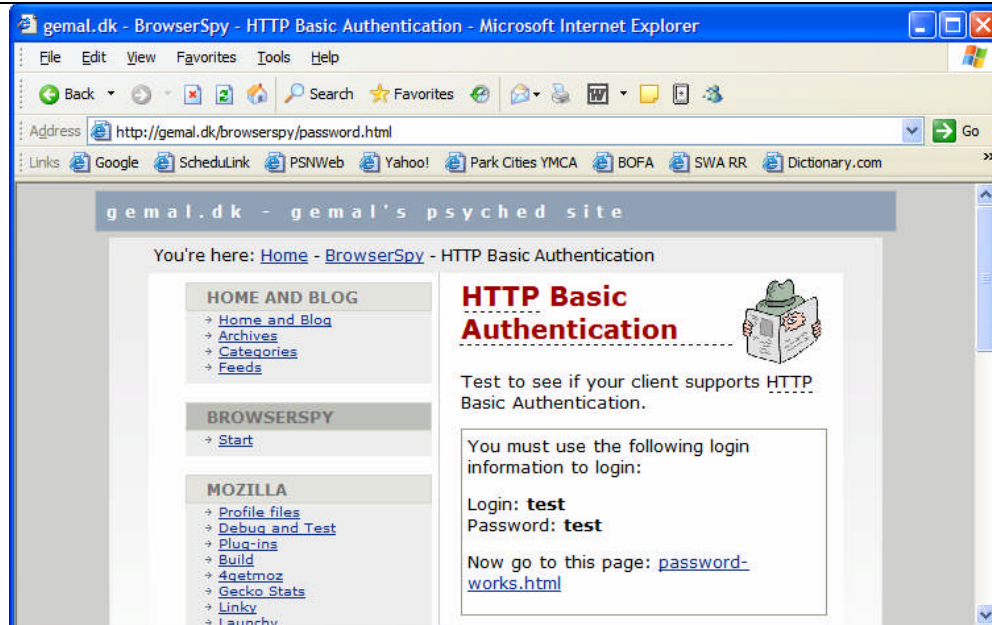 gemal.dk - BrowserSpy - HTTP Basic Authentication - Microsoft Internet Explorer
File Edit View Favorites Tools Help
Back Search Favorites
Address http://gemal.dk/browserspy/password.html Go
Links Google ScheduLink PSNWeb Yahoo! Park Cities YMCA BOFA SWA RR Dictionary.com »
gemal.dk - gemal's psyched site
You're here: Home - BrowserSpy - HTTP Basic Authentication
HOME AND BLOG
Home and Blog
Archives
Categories
Feeds
BROWSERSPY
Start
MOZILLA
Profile files
Debug and Test
Plug-ins
Build
4getmoz
Gecko Stats
Linky
Launchy
HTTP Basic
Authentication
Test to see if your client supports HTTP
Basic Authentication.
You must use the following login
information to login:
Login: test
Password: test
Now go to this page: password-
works.html